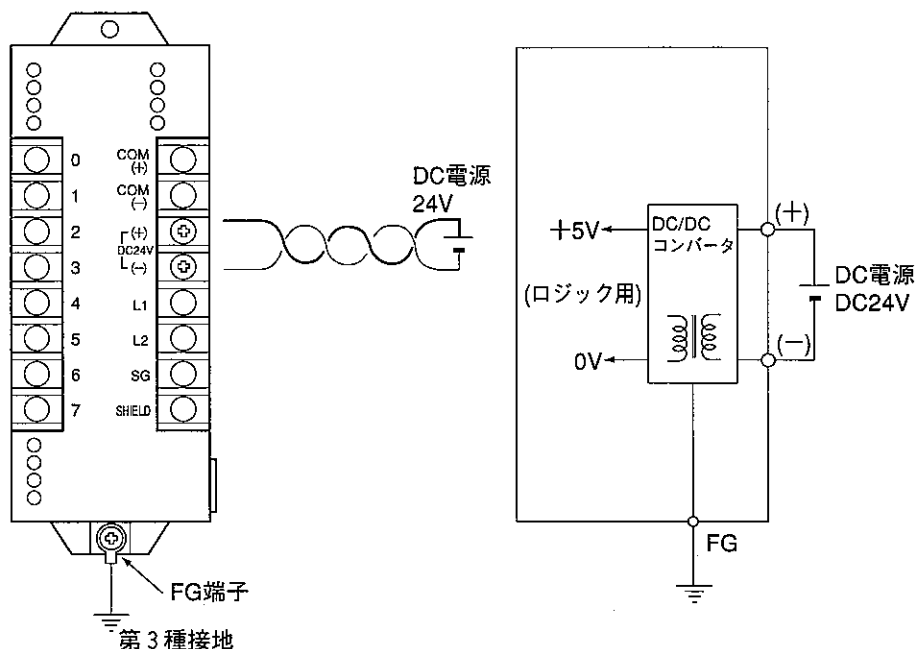 0 COM (+)
1 COM (−)
2 (+)
DC24V
3 (−)
4 L1
5 L2
6 SG
7 SHIELD
DC電源
24V
FG端子
第3種接地
+5V
(ロジック用)
0V
DC/DC
コンバータ
(+)
(−)
DC電源
DC24V
FG